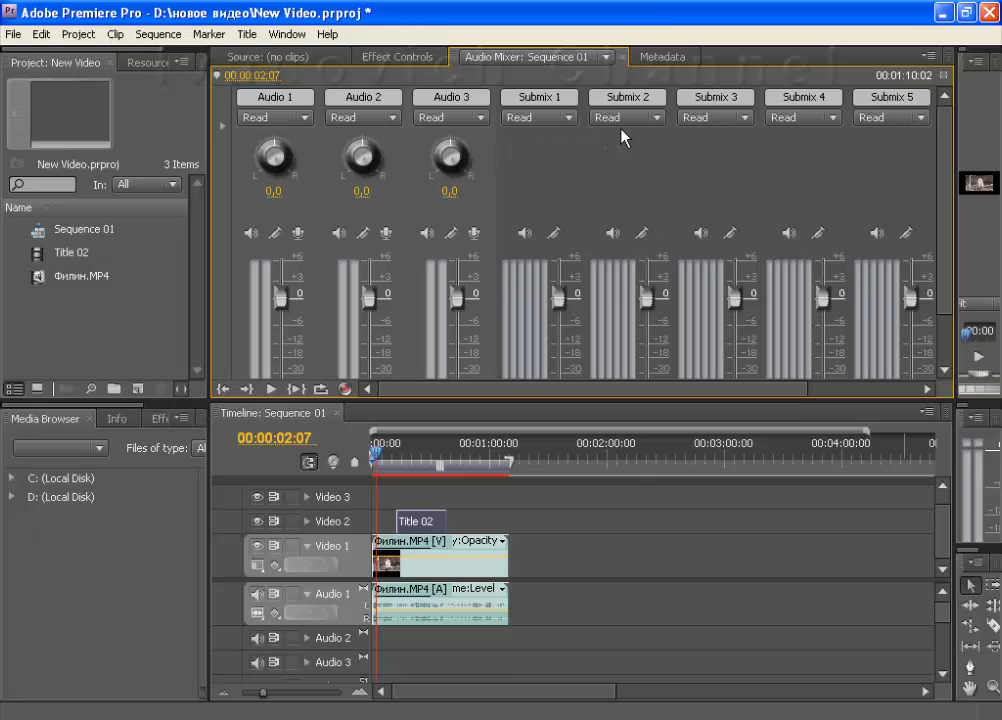 Adobe Premiere Pro - D:\новое видео\New Video.prproj *
File Edit Project Clip Sequence Marker Title Window Help
Project: New Video Resourc
Source: (no clips) Effect Controls Audio Mixer: Sequence 01 Metadata
00:00:02:07 00:01:10:02
Audio 1 Audio 2 Audio 3 Submix 1 Submix 2 Submix 3 Submix 4 Submix 5
Read Read Read Read Read Read Read Read
New Video.prproj 3 Items
In: All
Name
Sequence 01
Title 02
Филин.MP4
L R L R L R
0,0 0,0 0,0
+6 +6 +6 +6 +6 +6 +6 +6
+3 +3 +3 +3 +3 +3 +3 +3
0 0 0 0 0 0 0 0
-6 -6 -6 -6 -6 -6 -6 -6
-12 -12 -12 -12 -12 -12 -12 -12
-18 -18 -18 -18 -18 -18 -18 -18
-30 -30 -30 -30 -30 -30 -30 -30
it
00:00
Media Browser Info Effe
Files of type: Al
C: (Local Disk)
D: (Local Disk)
Timeline: Sequence 01
00:00:02:07
:00:00 00:01:00:00 00:02:00:00 00:03:00:00 00:04:00:00 00
Video 3
Video 2 Title 02
Video 1 Филин.MP4 [V] y:Opacity
Audio 1 Филин.MP4 [A] me:Level
L
R
Audio 2
Audio 3